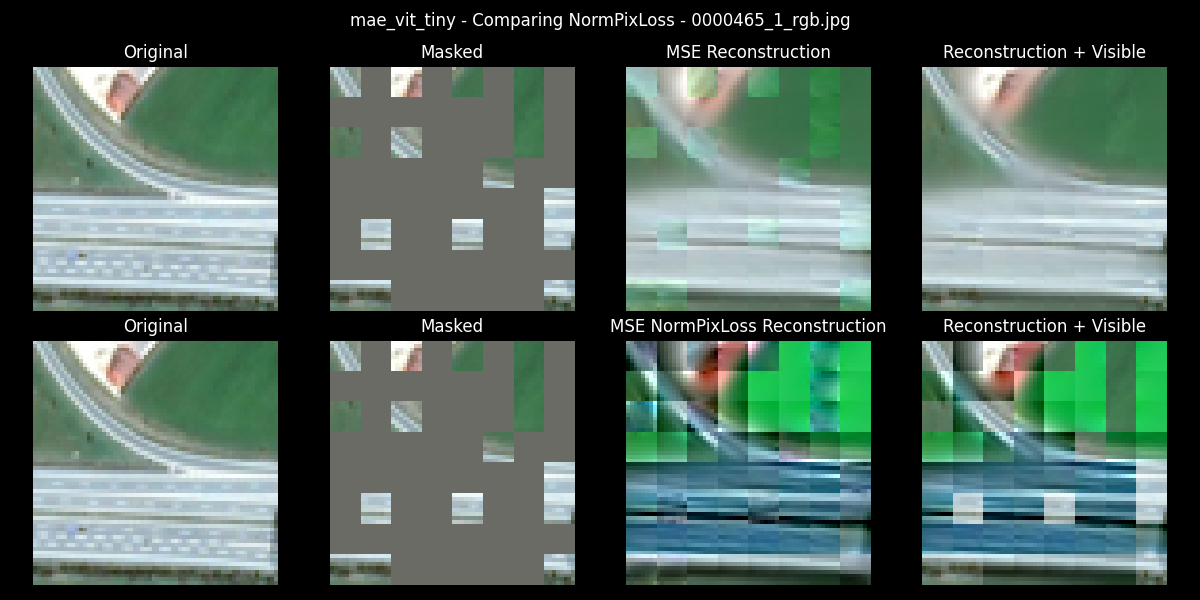 mae_vit_tiny - Comparing NormPixLoss - 0000465_1_rgb.jpg
Original
Masked
MSE Reconstruction
Reconstruction + Visible
Original
Masked
MSE NormPixLoss Reconstruction
Reconstruction + Visible